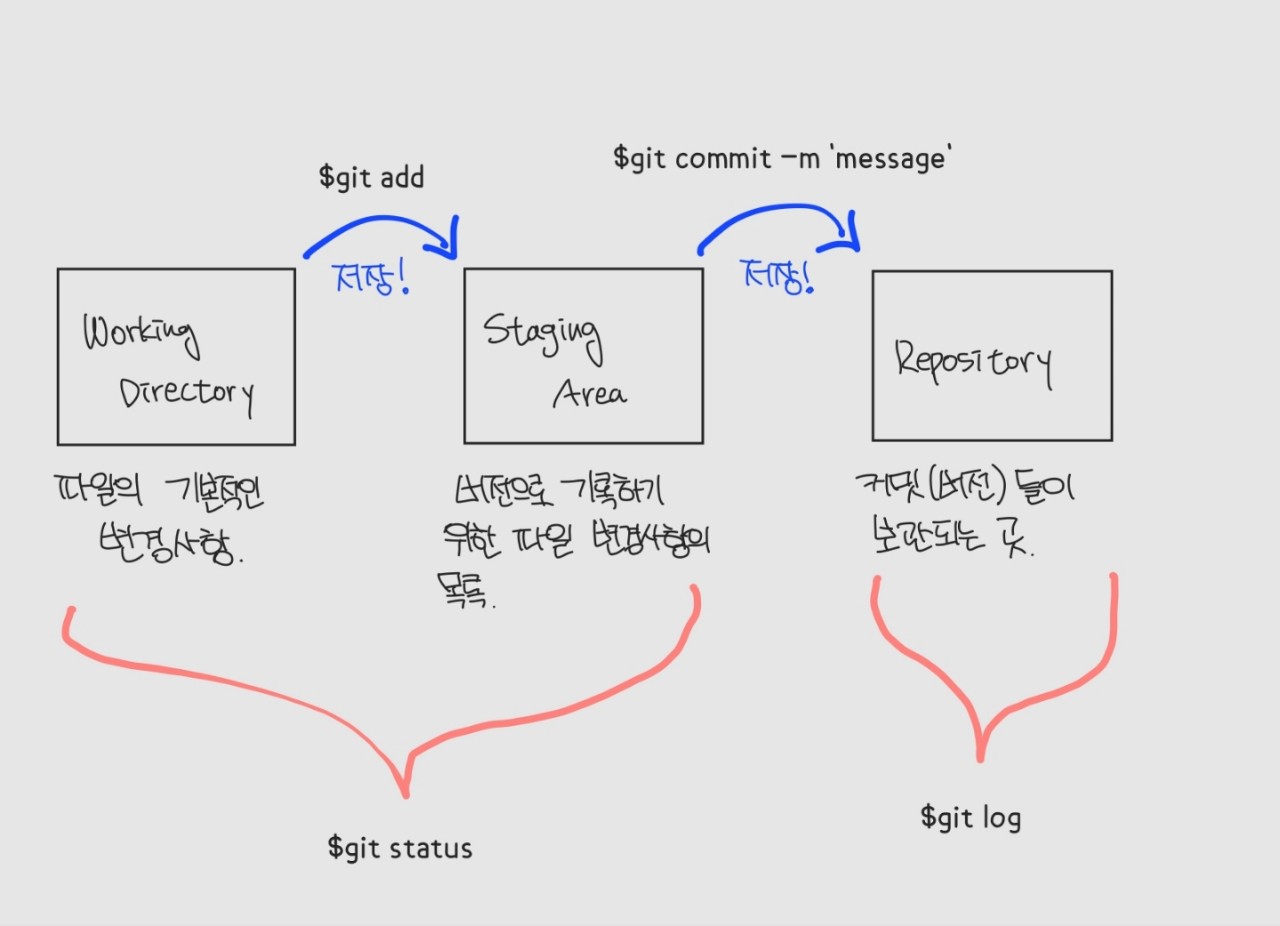 $git add
$git commit -m 'message'
저장!
저장!
Working
Directory
Staging
Area
Repository
파일의 기본적인
변경사항.
버전으로 기록하기
위한 파일 변경사항의
목록.
커밋(버전)들이
보관되는 곳.
$git status
$git log